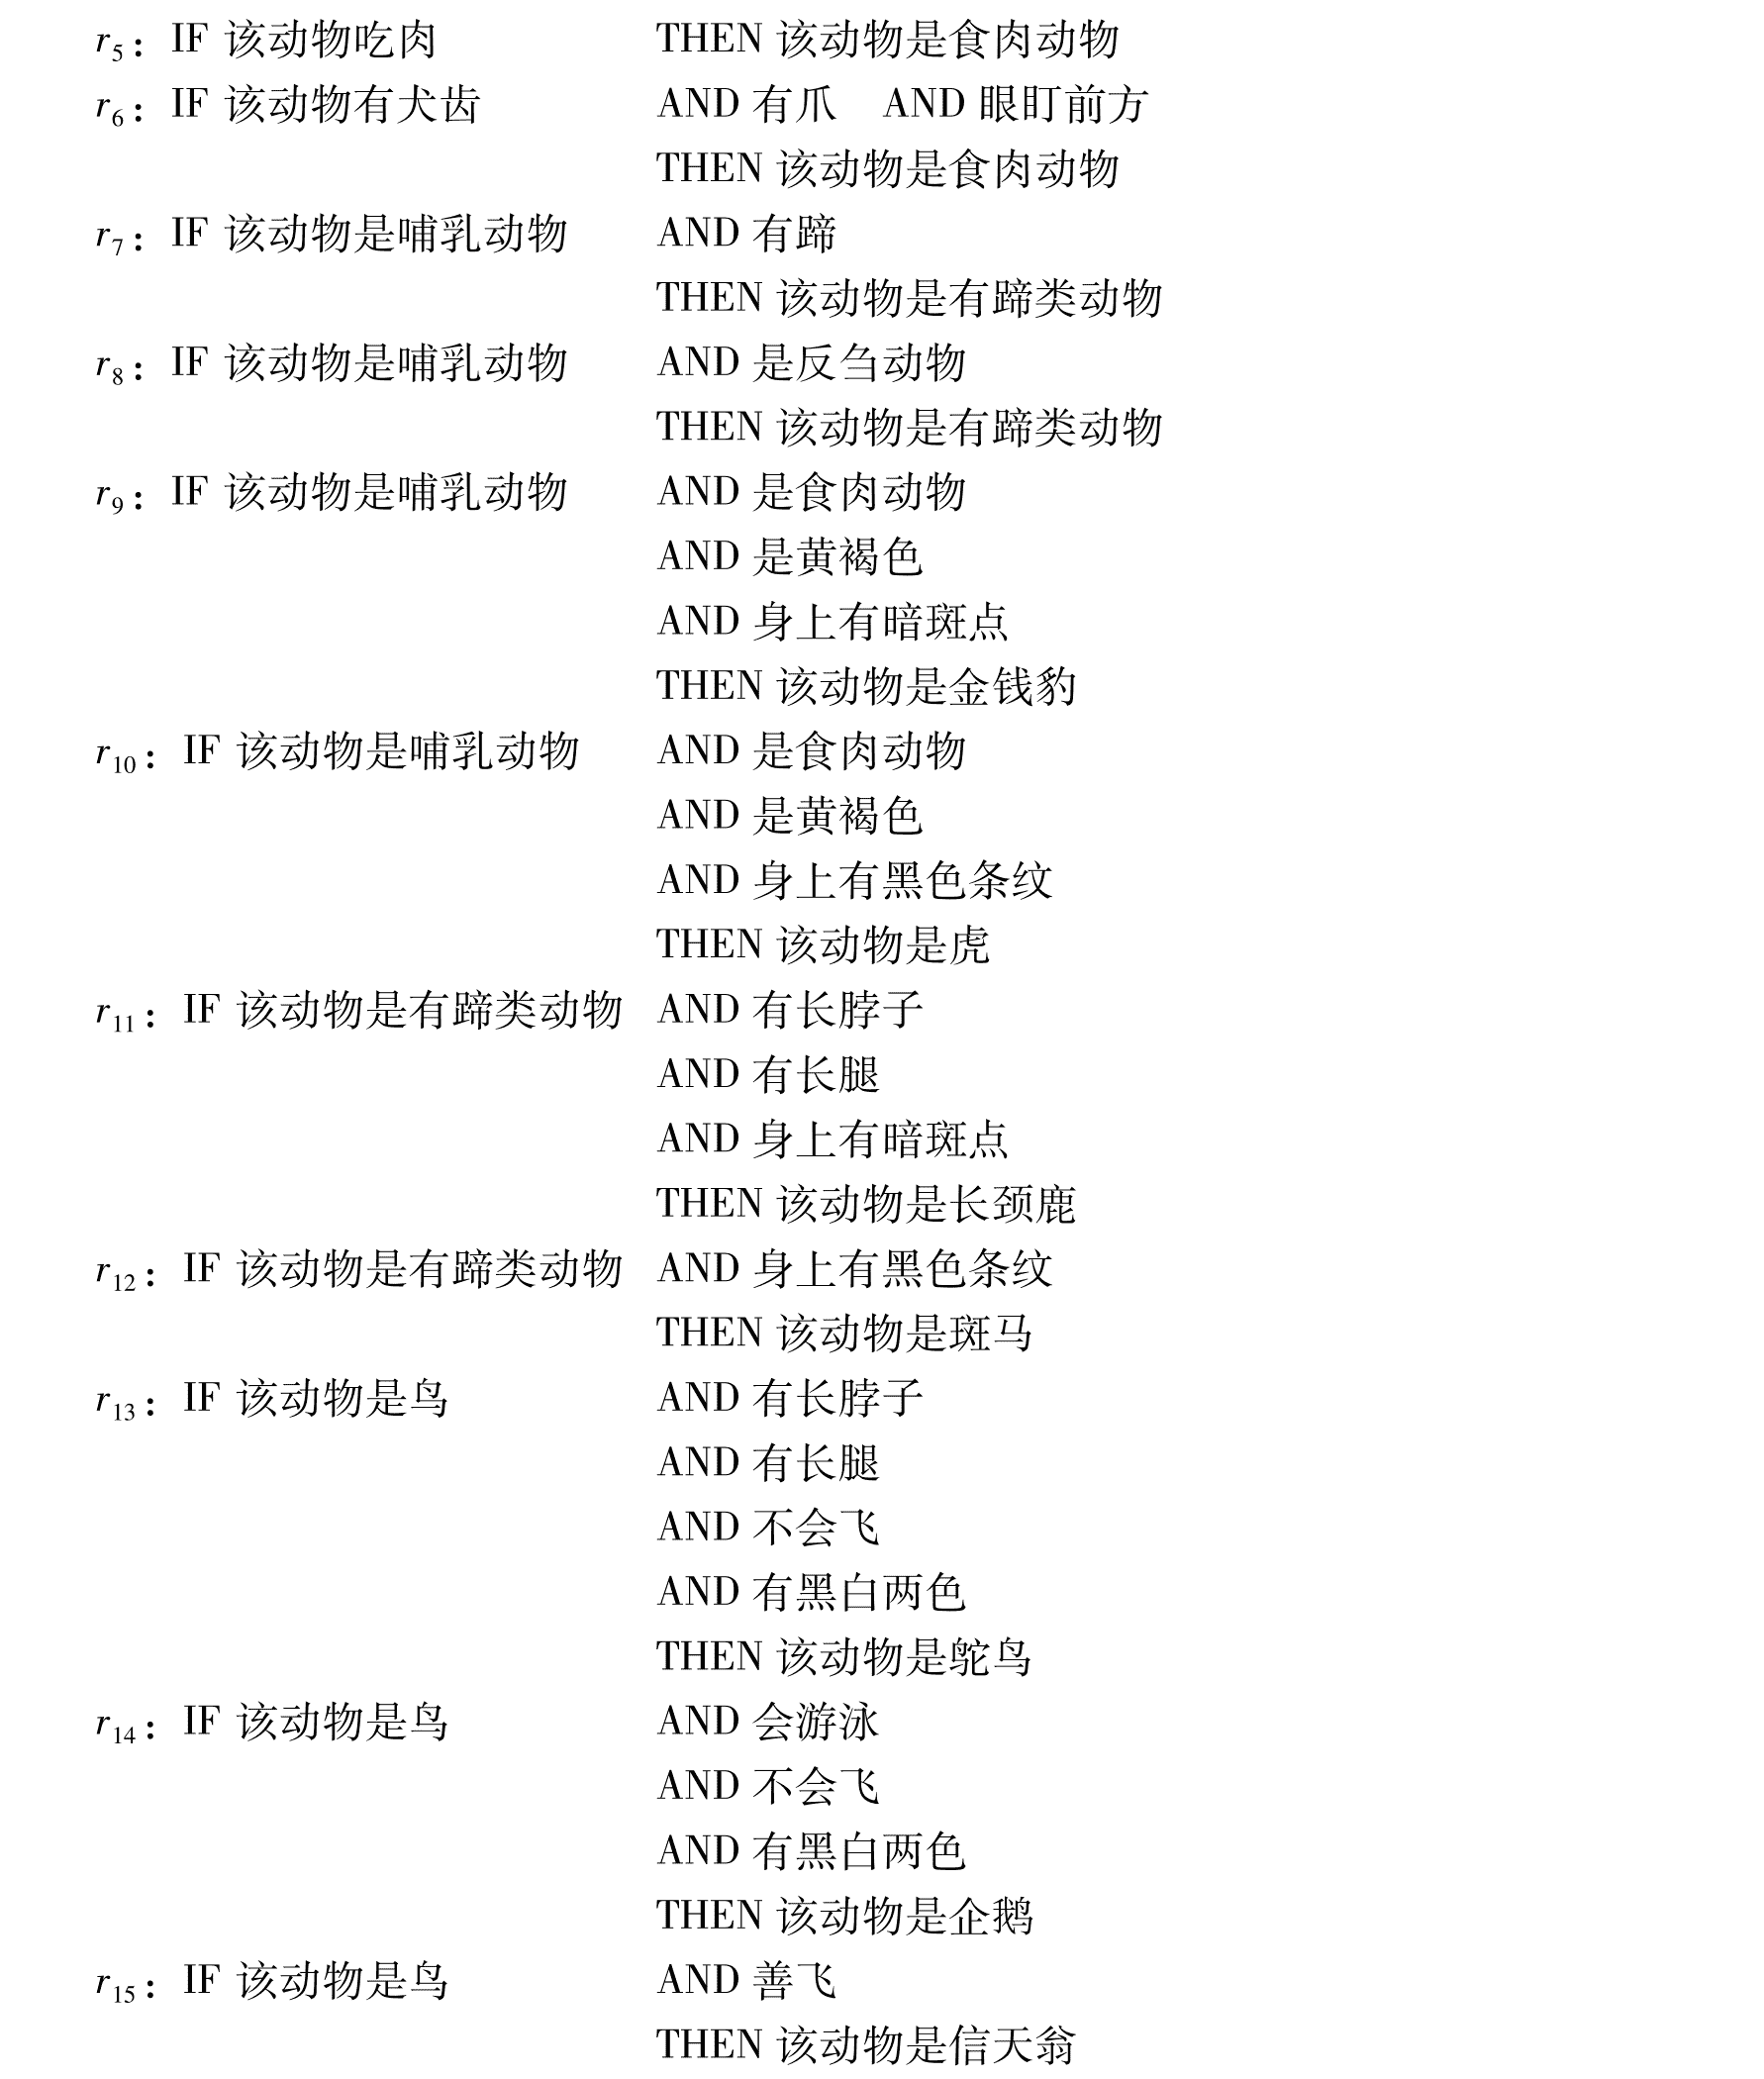 r5：IF 该动物吃肉 THEN 该动物是食肉动物
r6：IF 该动物有犬齿 AND 有爪 AND 眼盯前方
THEN 该动物是食肉动物
r7：IF 该动物是哺乳动物 AND 有蹄
THEN 该动物是有蹄类动物
r8：IF 该动物是哺乳动物 AND 是反刍动物
THEN 该动物是有蹄类动物
r9：IF 该动物是哺乳动物 AND 是食肉动物
AND 是黄褐色
AND 身上有暗斑点
THEN 该动物是金钱豹
r10：IF 该动物是哺乳动物 AND 是食肉动物
AND 是黄褐色
AND 身上有黑色条纹
THEN 该动物是虎
r11：IF 该动物是有蹄类动物 AND 有长脖子
AND 有长腿
AND 身上有暗斑点
THEN 该动物是长颈鹿
r12：IF 该动物是有蹄类动物 AND 身上有黑色条纹
THEN 该动物是斑马
r13：IF 该动物是鸟 AND 有长脖子
AND 有长腿
AND 不会飞
AND 有黑白两色
THEN 该动物是鸵鸟
r14：IF 该动物是鸟 AND 会游泳
AND 不会飞
AND 有黑白两色
THEN 该动物是企鹅
r15：IF 该动物是鸟 AND 善飞
THEN 该动物是信天翁